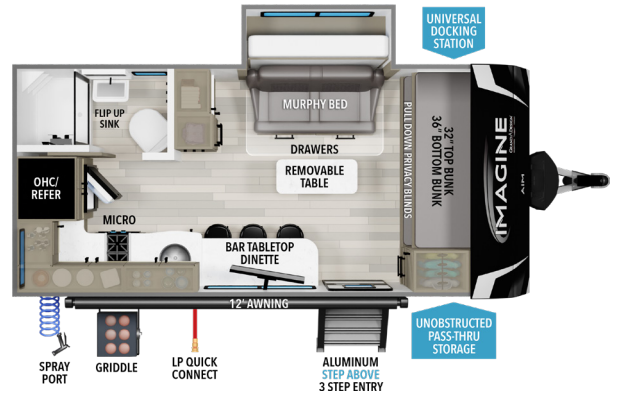 UNIVERSAL
DOCKING
STATION
FLIP UP
SINK
MURPHY BED
DRAWERS
REMOVABLE
TABLE
PULL DOWN PRIVACY BLINDS
32" TOP BUNK
36" BOTTOM BUNK
IMAGINE
GRAND DESIGN
AIM
OHC/
REFER
MICRO
BAR TABLETOP
DINETTE
12' AWNING
SPRAY
PORT
GRIDDLE
LP QUICK
CONNECT
ALUMINUM
STEP ABOVE
3 STEP ENTRY
UNOBSTRUCTED
PASS-THRU
STORAGE